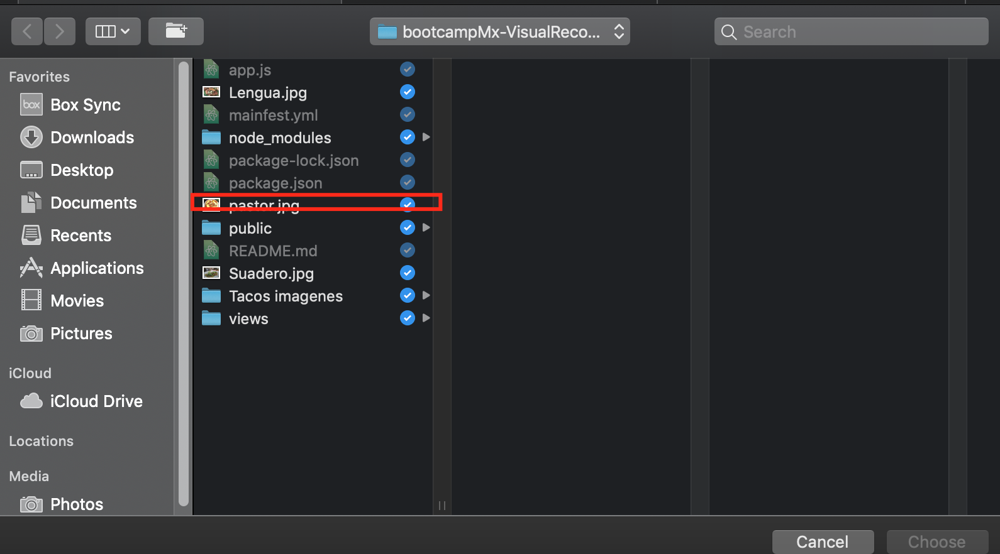 bootcampMx-VisualReco...
Search
Favorites
box Box Sync
Downloads
Desktop
Documents
Recents
Applications
Movies
Pictures
iCloud
iCloud Drive
Locations
Media
Photos
app.js
Lengua.jpg
mainfest.yml
node_modules
package-lock.json
package.json
pastor.jpg
public
README.md
Suadero.jpg
Tacos imagenes
views
Cancel
Choose